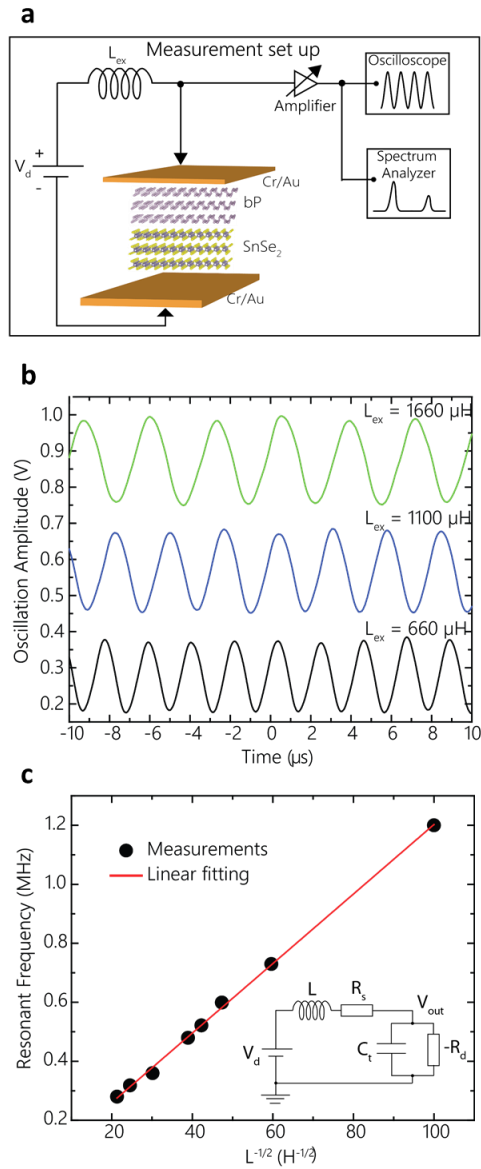 a
Measurement set up
L_ex
Oscilloscope
Amplifier
Spectrum
Analyzer
+
V_d
-
Cr/Au
bP
SnSe₂
Cr/Au
b
L_ex = 1660 µH
L_ex = 1100 µH
L_ex = 660 µH
Oscillation Amplitude (V)
1.0
0.9
0.8
0.7
0.6
0.5
0.4
0.3
0.2
-10 -8 -6 -4 -2 0 2 4 6 8 10
Time (µs)
c
Measurements
Linear fitting
Resonant Frequency (MHz)
1.2
1.0
0.8
0.6
0.4
0.2
L
R_s
V_out
V_d
C_t
-R_d
20 40 60 80 100
L^-1/2 (H^-1/2)